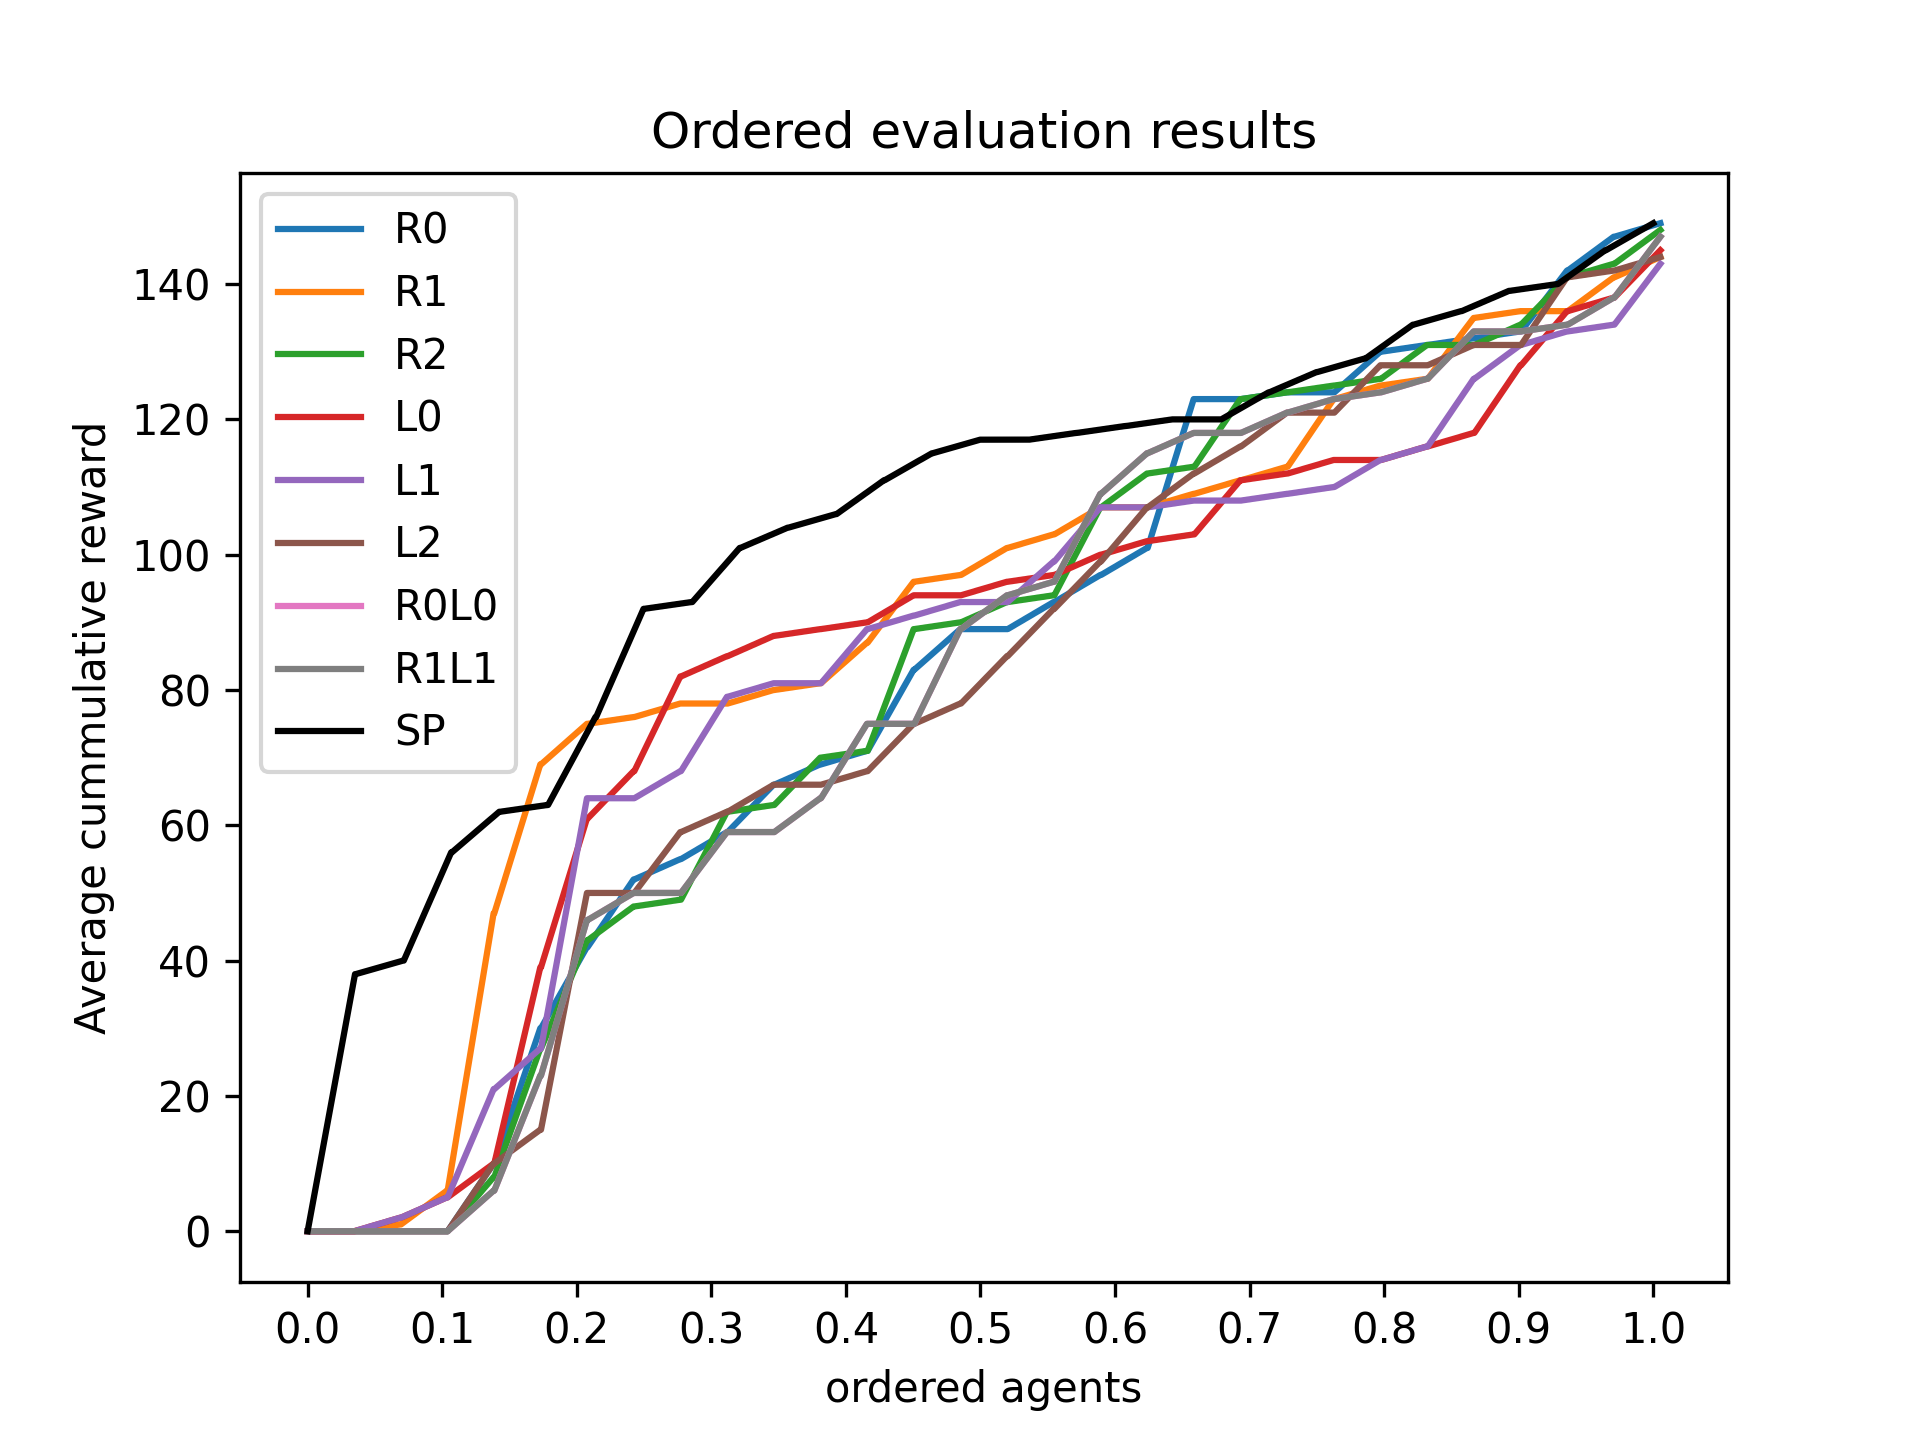 Ordered evaluation results
R0
R1
R2
L0
L1
L2
R0L0
R1L1
SP
Average cummulative reward
140
120
100
80
60
40
20
0
0.0 0.1 0.2 0.3 0.4 0.5 0.6 0.7 0.8 0.9 1.0
ordered agents